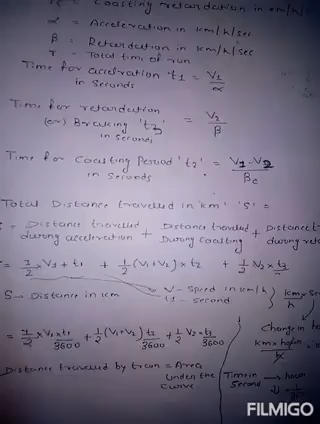 Coasting retardation in km/h/
α = Acceleration in km/h/sec
β = Retardation in km/h/sec
T - Total time of run
Time for acceleration 't1 = V1/α
in seconds
Time for retardation
(or) Breaking 't3' = V2/β
in seconds
Time for Coasting Period 't2' = V1-V2/βc
in seconds
Total Distance travelled in 'km' 'S' =
= Distance travelled during acceleration + Distance travelled During Coasting + Distance t during
= 1/2 × V1 + t1 + 1/2 (V1+V2) × t2 + 1/2 V2 × t3
S - Distance in km
V - Speed in km/h
t - second
km/h
= 1/2 × V1 × t1/3600 + 1/2 (V1+V2) t2/3600 + 1/2 V2 × t3/3600
Change in
Distance travelled by train = Area
under the
curve
Time in
Second → hour
FILMIGO